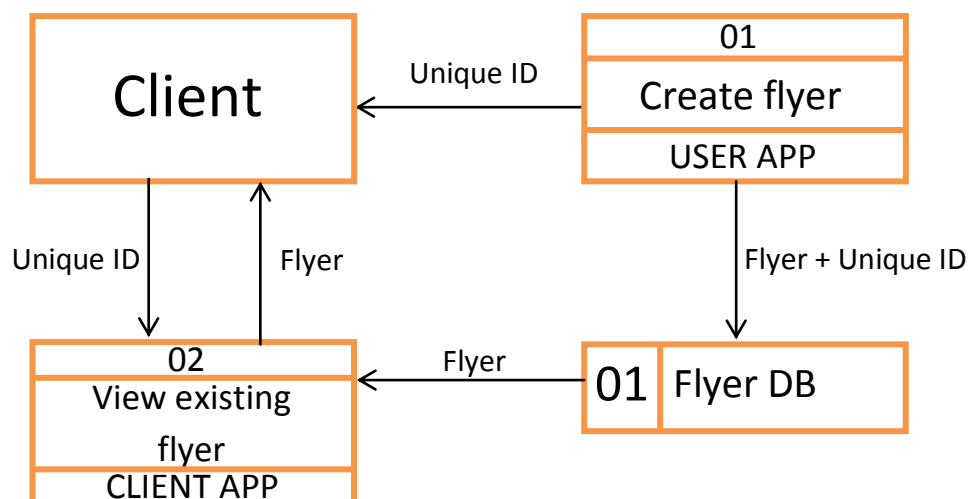 Client
Unique ID
01
Create flyer
USER APP
Unique ID
Flyer
Flyer + Unique ID
02
View existing
flyer
CLIENT APP
Flyer
01
Flyer DB